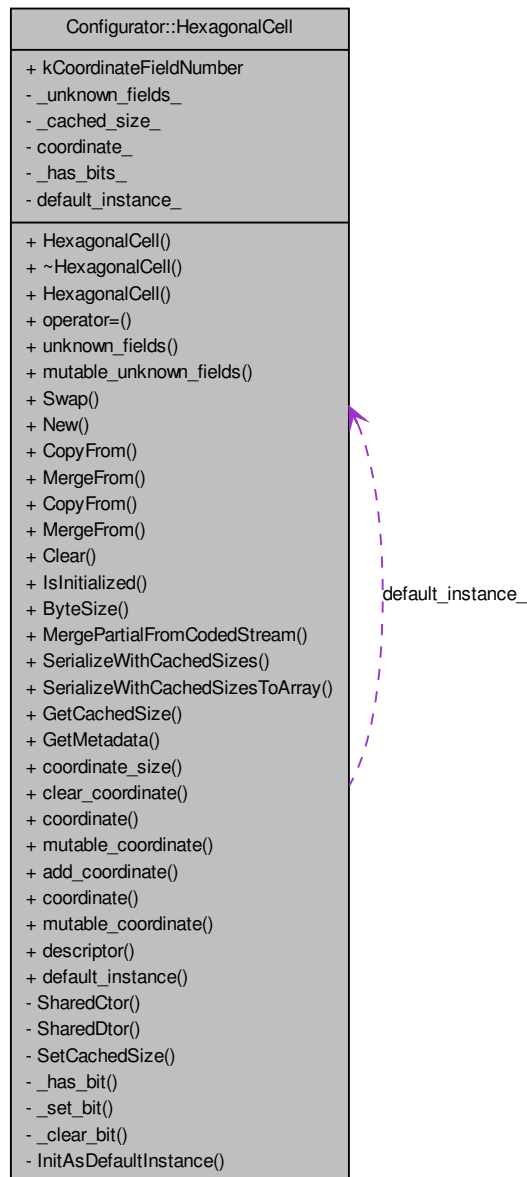 Configurator::HexagonalCell
+ kCoordinateFieldNumber
- _unknown_fields_
- _cached_size_
- coordinate_
- _has_bits_
- default_instance_
+ HexagonalCell()
+ ~HexagonalCell()
+ HexagonalCell()
+ operator=()
+ unknown_fields()
+ mutable_unknown_fields()
+ Swap()
+ New()
+ CopyFrom()
+ MergeFrom()
+ CopyFrom()
+ MergeFrom()
+ Clear()
+ IsInitialized()
+ ByteSize()
+ MergePartialFromCodedStream()
+ SerializeWithCachedSizes()
+ SerializeWithCachedSizesToArray()
+ GetCachedSize()
+ GetMetadata()
+ coordinate_size()
+ clear_coordinate()
+ coordinate()
+ mutable_coordinate()
+ add_coordinate()
+ coordinate()
+ mutable_coordinate()
+ descriptor()
+ default_instance()
- SharedCtor()
- SharedDtor()
- SetCachedSize()
- _has_bit()
- _set_bit()
- _clear_bit()
- InitAsDefaultInstance()
default_instance_